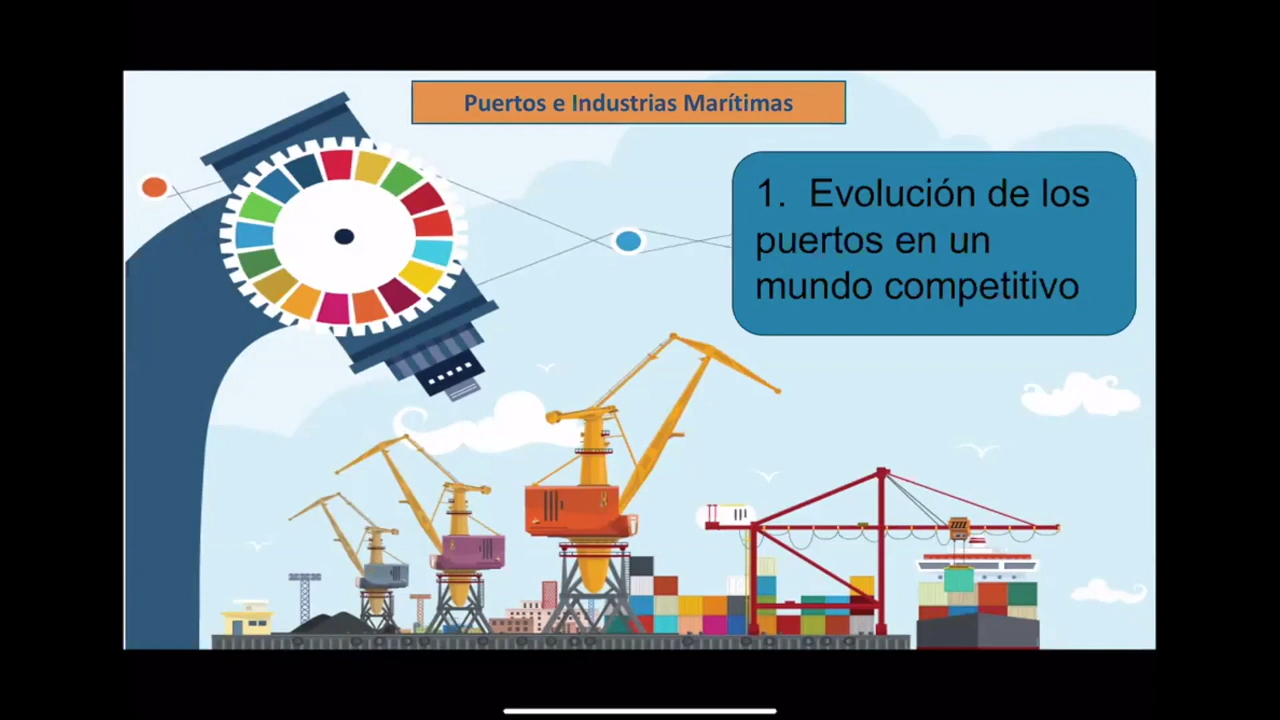 Puertos e Industrias Marítimas
1. Evolución de los
puertos en un
mundo competitivo